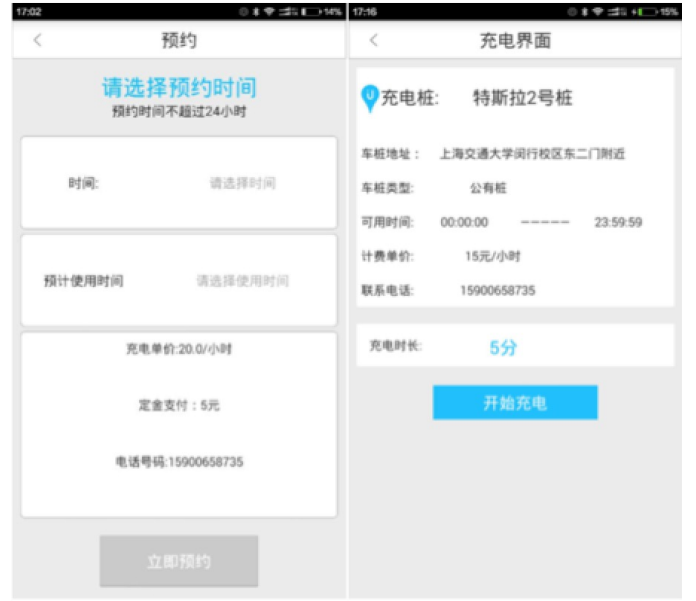 17:02
14%
预约
请选择预约时间
预约时间不超过24小时
时间:
请选择时间
预计使用时间
请选择使用时间
充电单价:20.0/小时
定金支付：5元
电话号码:15900658735
立即预约
17:16
15%
充电界面
充电桩: 特斯拉2号桩
车桩地址： 上海交通大学闵行校区东二门附近
车桩类型: 公有桩
可用时间: 00:00:00 ----- 23:59:59
计费单价: 15元/小时
联系电话: 15900658735
充电时长: 5分
开始充电